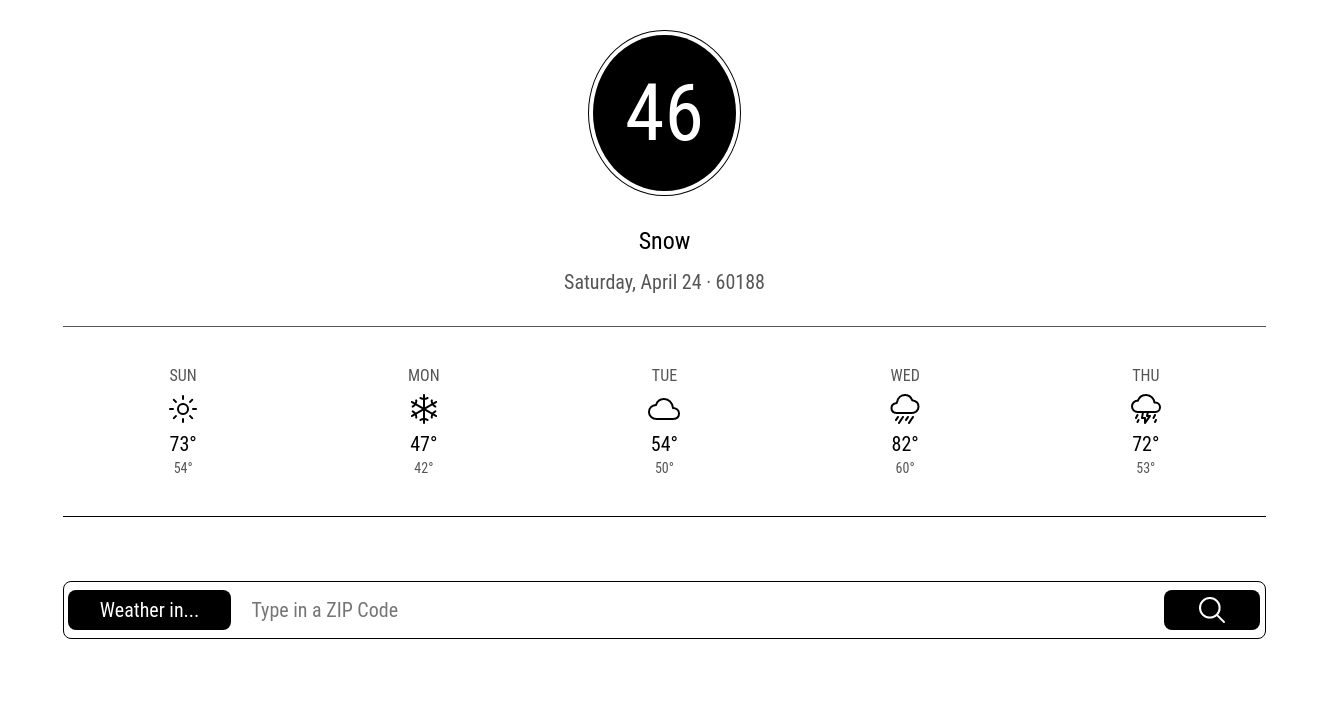 46
Snow
Saturday, April 24 · 60188
SUN MON TUE WED THU
73° 47° 54° 82° 72°
54° 42° 50° 60° 53°
Weather in... Type in a ZIP Code